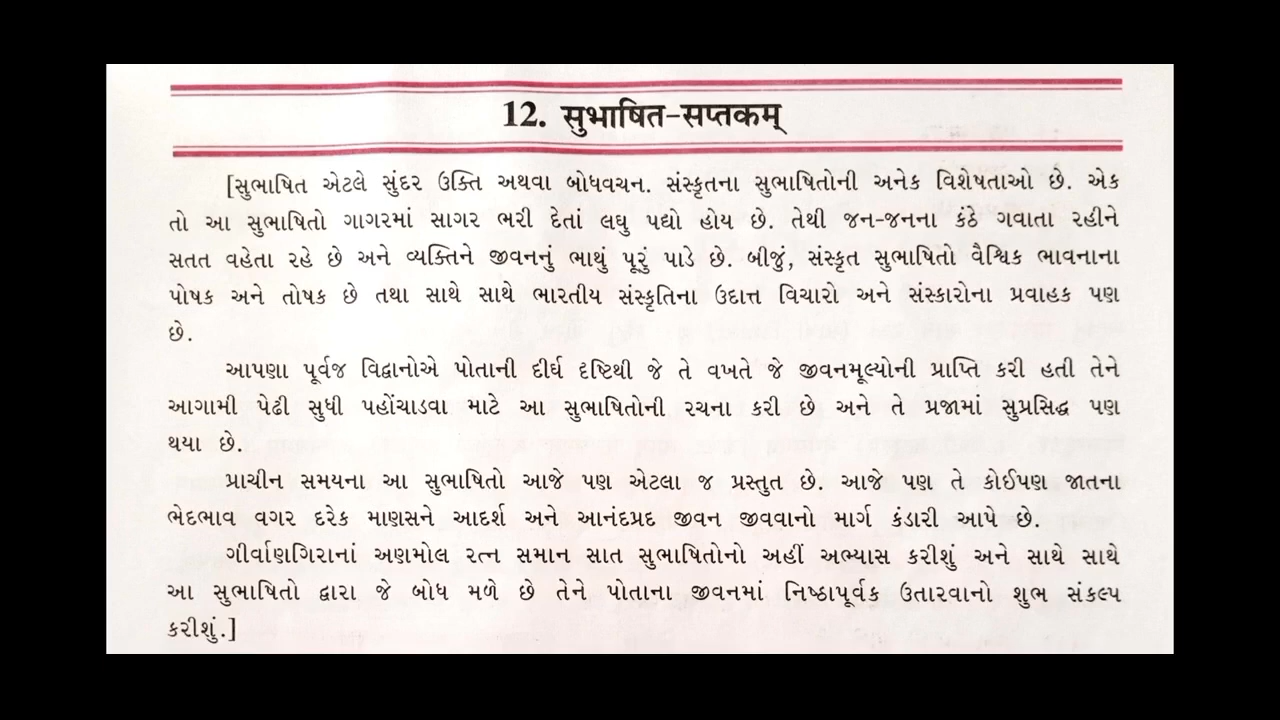 12. सुभाषित-सप्तकम्
[સુભાષિત એટલે સુંદર ઉક્તિ અથવા બોધવચન. સંસ્કૃતના સુભાષિતોની અનેક વિશેષતાઓ છે. એક
તો આ સુભાષિતો ગાગરમાં સાગર ભરી દેતાં લઘુ પદ્યો હોય છે. તેથી જન-જનના કંઠે ગવાતા રહીને
સતત વહેતા રહે છે અને વ્યક્તિને જીવનનું ભાથું પૂરું પાડે છે. બીજું, સંસ્કૃત સુભાષિતો વૈશ્વિક ભાવનાના
પોષક અને તોષક છે તથા સાથે સાથે ભારતીય સંસ્કૃતિના ઉદાત્ત વિચારો અને સંસ્કારોના પ્રવાહક પણ
છે.
આપણા પૂર્વજ વિદ્વાનોએ પોતાની દીર્ઘ દૃષ્ટિથી જે તે વખતે જે જીવનમૂલ્યોની પ્રાપ્તિ કરી હતી તેને
આગામી પેઢી સુધી પહોંચાડવા માટે આ સુભાષિતોની રચના કરી છે અને તે પ્રજામાં સુપ્રસિદ્ધ પણ
થયા છે.
પ્રાચીન સમયના આ સુભાષિતો આજે પણ એટલા જ પ્રસ્તુત છે. આજે પણ તે કોઈપણ જાતના
ભેદભાવ વગર દરેક માણસને આદર્શ અને આનંદપ્રદ જીવન જીવવાનો માર્ગ કંડારી આપે છે.
ગીર્વાણગિરાનાં અણમોલ રત્ન સમાન સાત સુભાષિતોનો અહીં અભ્યાસ કરીશું અને સાથે સાથે
આ સુભાષિતો દ્વારા જે બોધ મળે છે તેને પોતાના જીવનમાં નિષ્ઠાપૂર્વક ઉતારવાનો શુભ સંકલ્પ
કરીશું.]